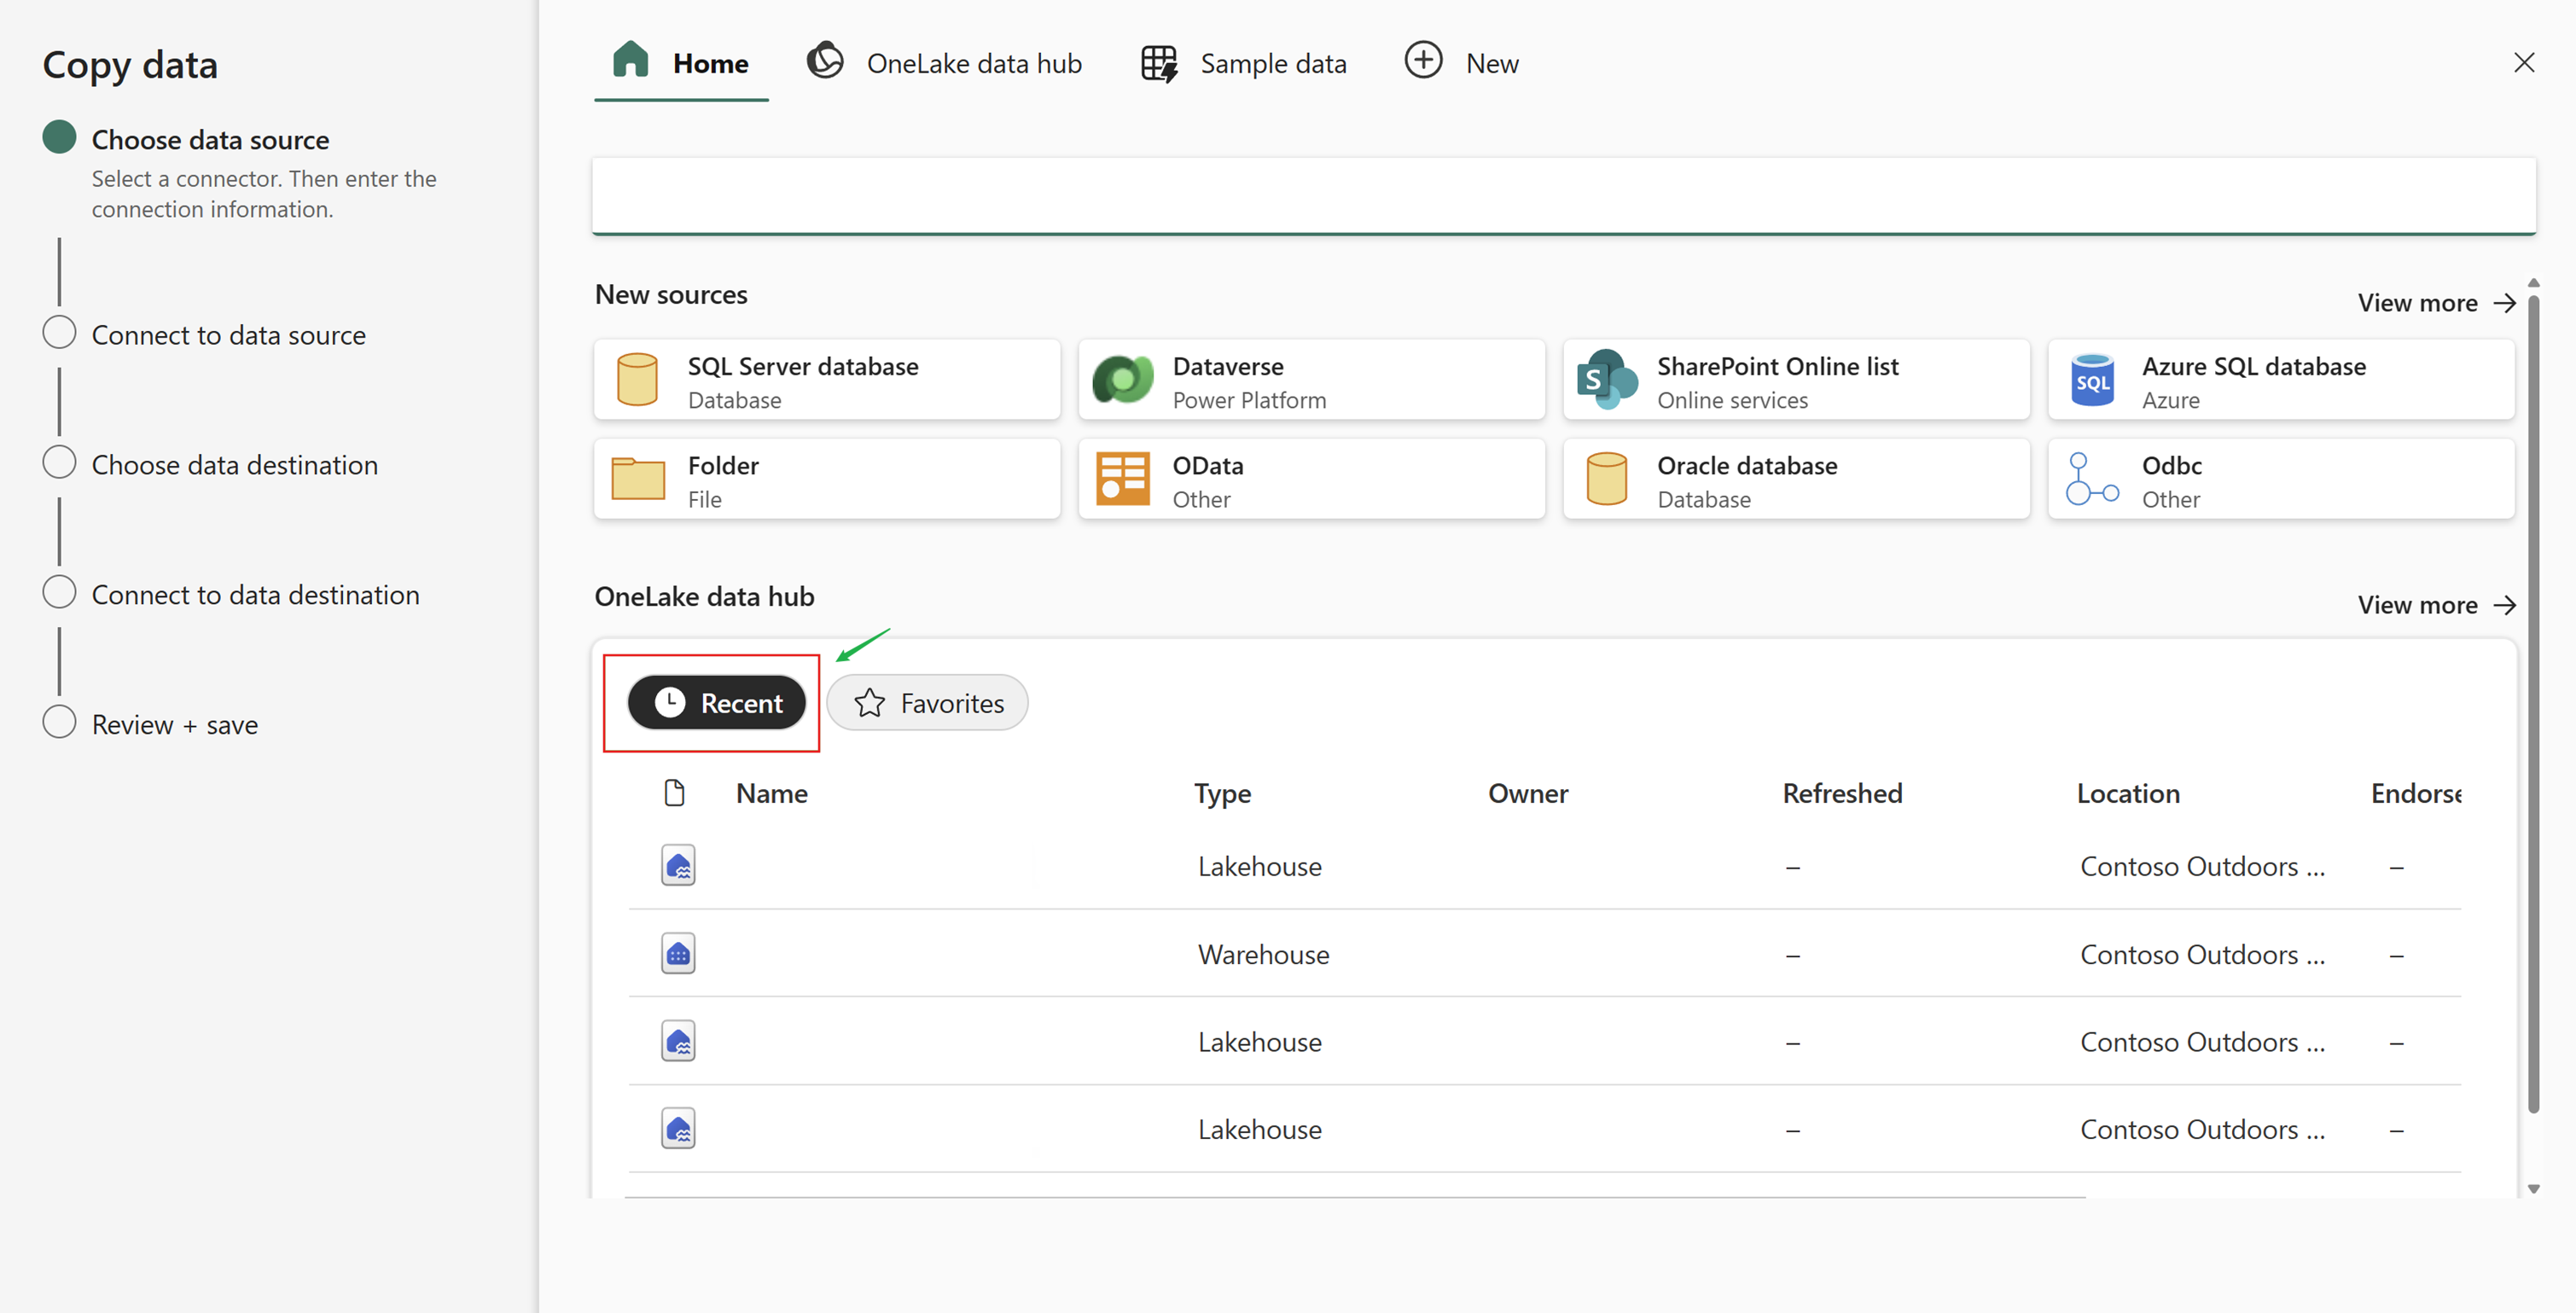 Copy data
Choose data source
Select a connector. Then enter the
connection information.
Connect to data source
Choose data destination
Connect to data destination
Review + save
Home
OneLake data hub
Sample data
New
New sources
View more
SQL Server database
Database
Dataverse
Power Platform
SharePoint Online list
Online services
S
Azure SQL database
Azure
SQL
Folder
File
OData
Other
Oracle database
Database
Odbc
Other
OneLake data hub
View more
Recent
Favorites
Name Type Owner Refreshed Location Endorse
Lakehouse – Contoso Outdoors ... –
Warehouse – Contoso Outdoors ... –
Lakehouse – Contoso Outdoors ... –
Lakehouse – Contoso Outdoors ... –